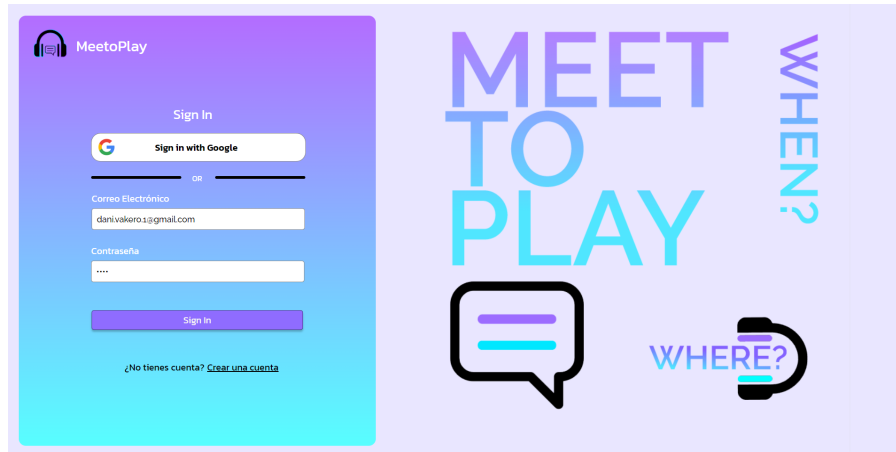 MeetoPlay
Sign In
Sign in with Google
OR
Correo Electrónico
dani.vakero.1@gmail.com
Contraseña
····
Sign In
¿No tienes cuenta? Crear una cuenta
MEET
TO
PLAY
WHEN?
WHERE?